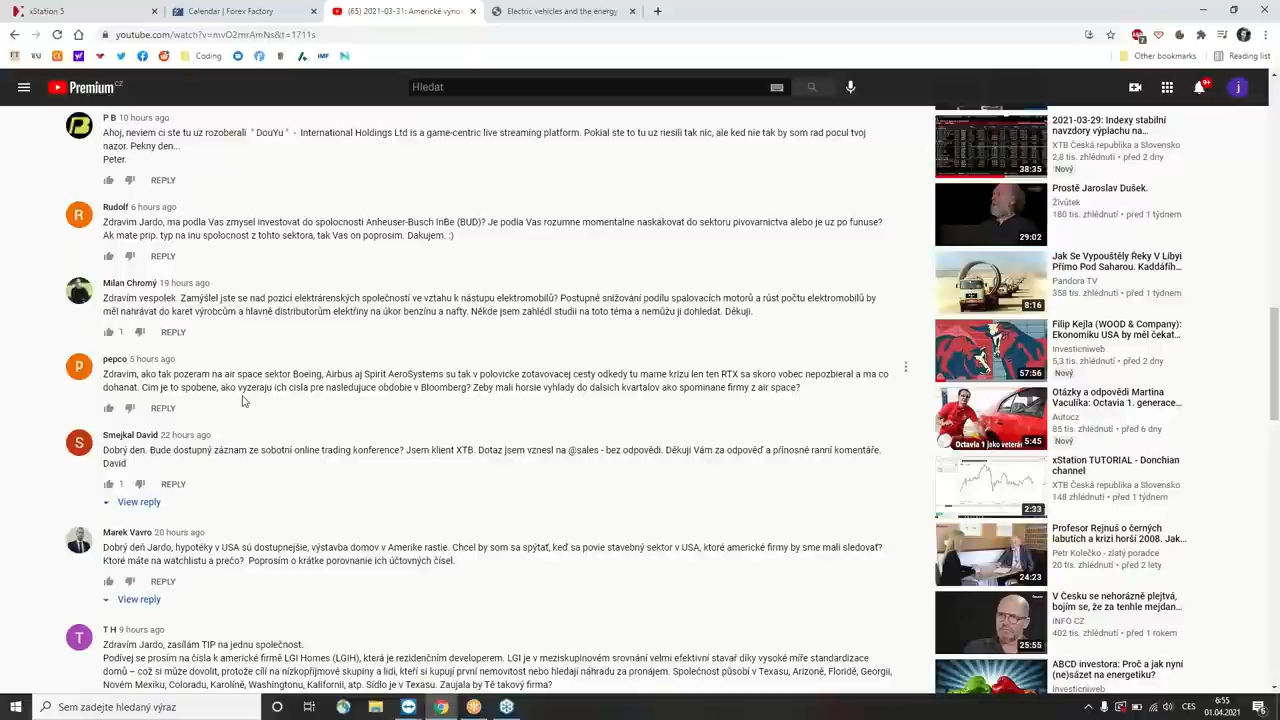 xStation 5
Calendar | Forex Factory
(65) 2021-03-31: Americké výno
Electric vehicles and the energy
youtube.com/watch?v=mvO2mrAmNs&t=1711s
Coding
IMF
Other bookmarks
Reading list
Premium CZ
Hledat
9+
j
P B 10 hours ago
Ahoj, neviem ci ste tu uz rozoberali " DouYu " - International Holdings Ltd is a game-centric live streaming platform. Pokial ste to tu uz riesili tak nic, ale ked nie tak by som rad pocul tvoj
nazor. Pekny den...
Peter.
REPLY
R
Rudolf 6 hours ago
Zdravim Jardo, ma podla Vas zmysel investovat do spolocnosti Anheuser-Busch InBe (BUD)? Je podla Vas rozumne momentalne naskakovat do sektoru pivovarnictva alebo je uz po funuse?
Ak mate prip. typ na inu spolocnost z tohto sektora, tak Vas on poprosim. Dakujem. :)
REPLY
Milan Chromý 19 hours ago
Zdravím vespolek. Zamýšlel jste se nad pozicí elektrárenských společností ve vztahu k nástupu elektromobilů? Postupné snižování podílu spalovacích motorů a růst počtu elektromobilů by
měl nahrávat do karet výrobcům a hlavně distributorům elektřiny na úkor benzínu a nafty. Někde jsem zahlédl studii na toto téma a nemůžu ji dohledat. Děkuji.
1 REPLY
p
pepco 5 hours ago
Zdravim, ako tak pozeram na air space sektor Boeing, Airbus aj Spirit AeroSystems su tak v polovicke zotavovacej cesty odkedy tu mame krizu len ten RTX sa skoro vobec nepozbieral a ma co
dohanat. Cim je to spobene, ako vyzeraju ich cisla pre nasledujuce obdobie v Bloomberg? Zeby mali horsie vyhlady do dalsich kvartalov ako spominane firmy z air space?
REPLY
S
Smejkal David 22 hours ago
Dobrý den. Bude dostupný záznam ze sobotní online trading konference? Jsem klient XTB. Dotaz jsem vznesl na @sales - bez odpovědi. Děkuji Vám za odpověď a přínosné ranní komentáře.
David
1 REPLY
View reply
Marek Vavro 20 hours ago
Dobrý deň Jardo, hypotéky v USA sú dostupnejšie, výstavba domov v Amerike rastie. Chcel by som sa spýtať, keď sa povie stavebný sektor v USA, ktoré americké firmy by sme mali sledovať?
Ktoré máte na watchlistu a prečo? Poprosím o krátke porovnanie ich účtovných čísel.
REPLY
View reply
T
T H 9 hours ago
Zdravím Jardo, zasílám TIP na jednu společnost.
Podívej se prosím na čísla k americké firmě LGI Homes (LGIH), která je rezidenčním developerem. LGI je v meziskupinovém srovnání velmi efektivní stavař díky vysoké míře standardizace
domů – což si může dovolit, protože cílí na nízkopříjmové skupiny a lidi, kteří si kupují první nemovitost nebo hledají náhradu za pronájem. Společnost působí v Texasu, Arizoně, Floridě, Georgii,
Novém Mexiku, Coloradu, Karolíně, Washingtonu, Kalifornii, atp. Sídlo je v Texasu. Zaujala by Tě takový firma?
38:35
2021-03-29: Indexy stabilní
navzdory výplachu na...
XTB Česká republika a Slovensko
2,8 tis. zhlédnutí • před 2 dny
Nový
29:02
Prostě Jaroslav Dušek.
Živůtek
180 tis. zhlédnutí • před 1 týdnem
8:16
Jak Se Vypouštěly Řeky V Libyi
Přímo Pod Saharou. Kaddáfíh...
Pandora TV
358 tis. zhlédnutí • před 1 týdnem
57:56
Filip Kejla (WOOD & Company):
Ekonomiku USA by měl čekat...
Investicniweb
5,3 tis. zhlédnutí • před 2 dny
Nový
Octavia 1 jako veterán
5:45
Otázky a odpovědi Martina
Vaculíka: Octavia 1. generace...
Autocz
85 tis. zhlédnutí • před 6 dny
Nový
2:33
xStation TUTORIAL - Donchian
channel
XTB Česká republika a Slovensko
148 zhlédnutí • před 1 týdnem
24:23
Profesor Rejnuš o černých
labutích a krizi horší 2008. Jak...
Petr Kolečko - zlatý poradce
20 tis. zhlédnutí • před 2 lety
25:55
V Česku se nehorázně plejtvá,
bojím se, že za tenhle mejdan...
INFO CZ
402 tis. zhlédnutí • před 1 rokem
ABCD investora: Proč a jak nyní
(ne)sázet na energetiku?
Investicniweb
Sem zadejte hledaný výraz
CES
6:55
01.04.2021
6